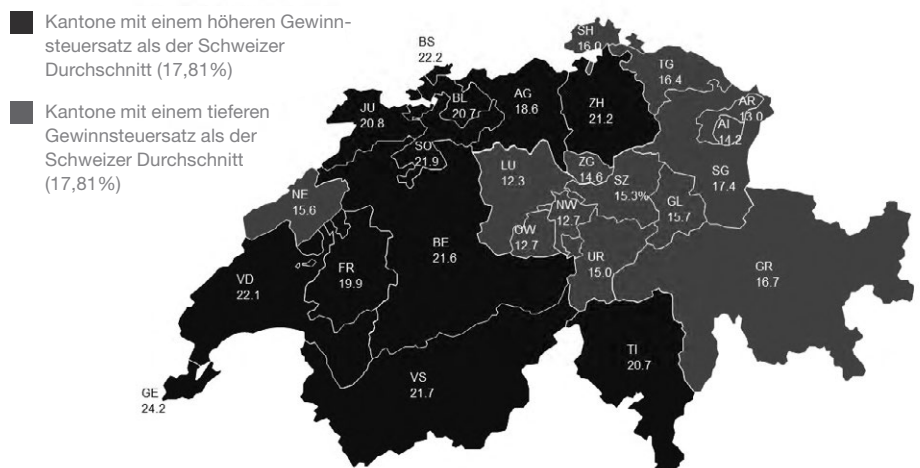 Kantone mit einem höheren Gewinn-
steuersatz als der Schweizer
Durchschnitt (17,81%)
Kantone mit einem tieferen
Gewinnsteuersatz als der
Schweizer Durchschnitt
(17,81%)
BS
22.2
SH
16.0
TG
16.4
JU
20.8
BL
20.7
AG
18.6
ZH
21.2
AR
13.0
AI
14.2
SO
21.9
LU
12.3
ZG
14.6
SZ
15.3%
SG
17.4
NE
15.6
NW
12.7
GL
15.7
OW
12.7
BE
21.6
UR
15.0
GR
16.7
VD
22.1
FR
19.9
TI
20.7
VS
21.7
GE
24.2